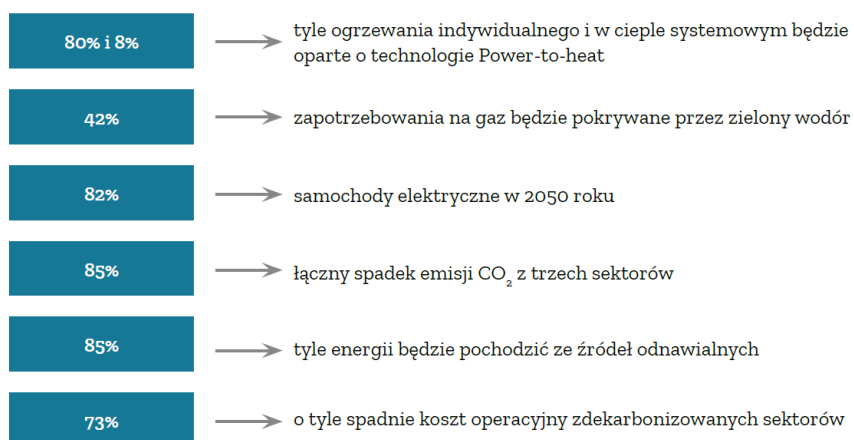 80% i 8%
tyle ogrzewania indywidualnego i w cieple systemowym będzie
oparte o technologie Power-to-heat
42%
zapotrzebowania na gaz będzie pokrywane przez zielony wodór
82%
samochody elektryczne w 2050 roku
85%
łączny spadek emisji CO₂ z trzech sektorów
85%
tyle energii będzie pochodzić ze źródeł odnawialnych
73%
o tyle spadnie koszt operacyjny zdekarbonizowanych sektorów